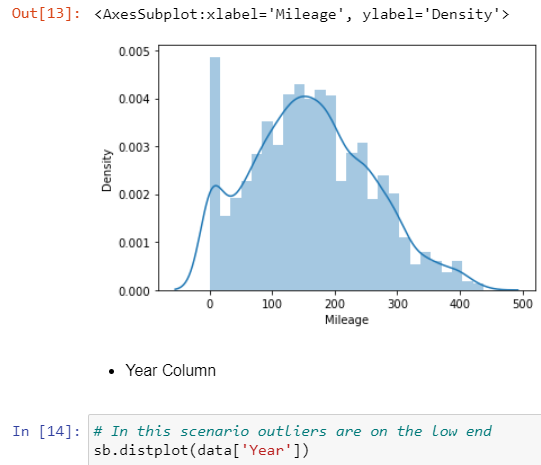 Out[13]: <AxesSubplot:xlabel='Mileage', ylabel='Density'>
0.005
0.004
0.003
0.002
0.001
0.000
Density
0 100 200 300 400 500
Mileage
• Year Column
In [14]: # In this scenario outliers are on the low end
sb.distplot(data['Year'])